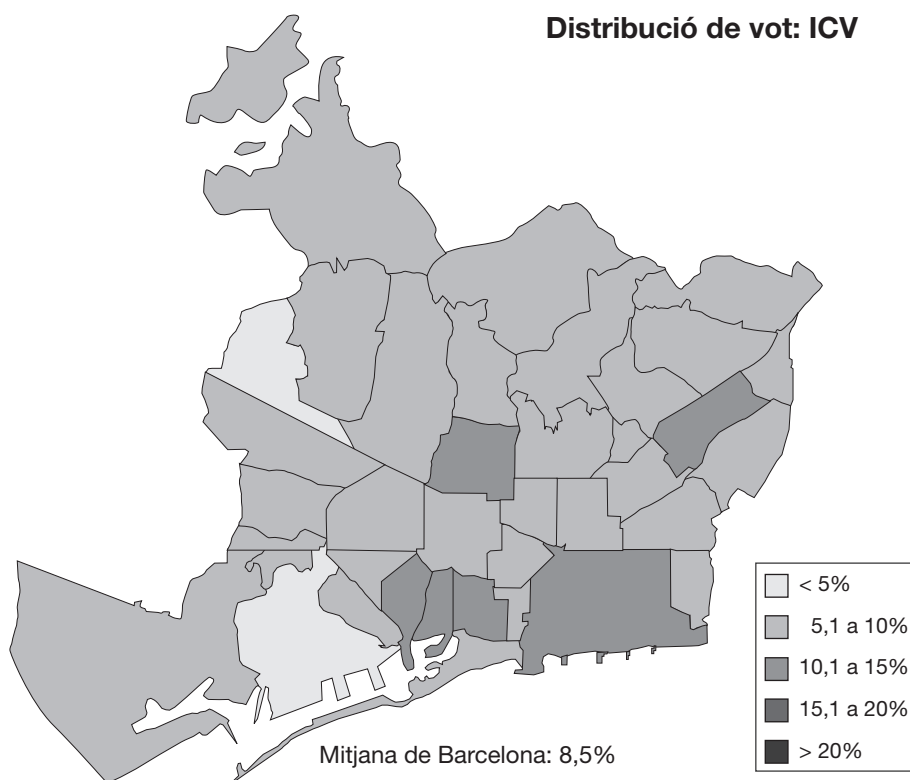 Distribució de vot: ICV
< 5%
5,1 a 10%
10,1 a 15%
15,1 a 20%
> 20%
Mitjana de Barcelona: 8,5%